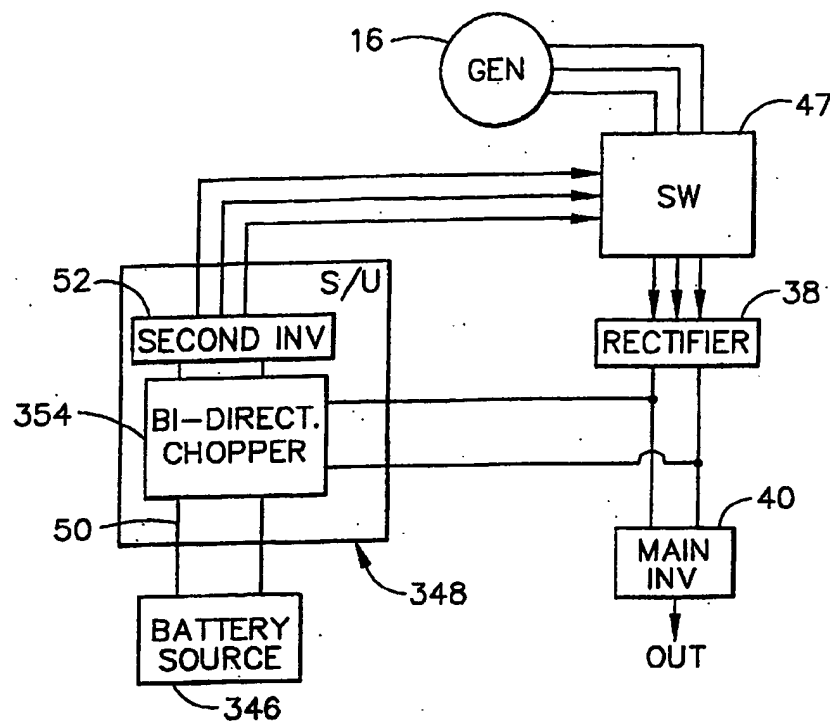 16
GEN
47
SW
52
S/U
SECOND INV
38
RECTIFIER
354
BI-DIRECT.
CHOPPER
50
40
MAIN
INV
348
BATTERY
SOURCE
OUT
346